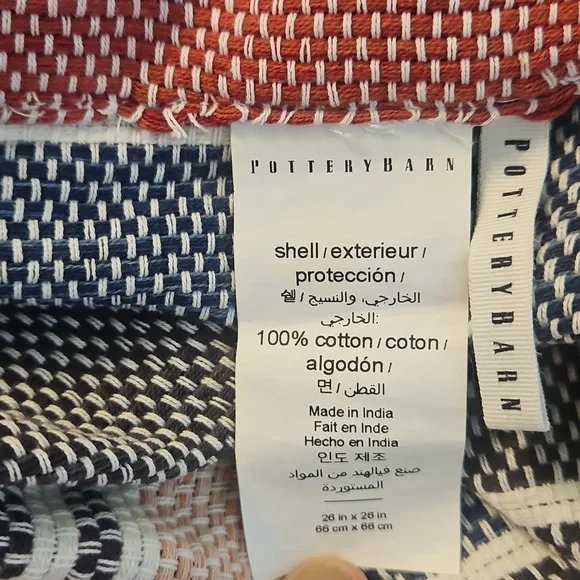 POTTERYBARN
shell / exterieur /
protección /
쉘 / الخارجي، والنسيج
الخارجي:
100% cotton / coton /
algodón /
면 / القطن /
Made in India
Fait en Inde
Hecho en India
인도 제조
صنع فيالهند من المواد
المستوردة
26 in x 26 in
66 cm x 66 cm
POTTERYBARN